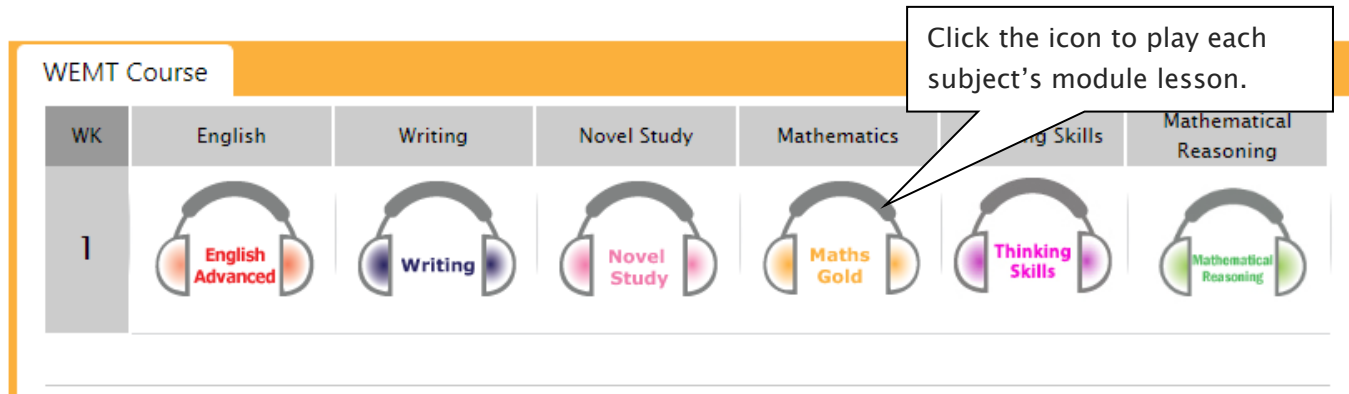 Click the icon to play each
subject's module lesson.
WEMT Course
WK English Writing Novel Study Mathematics ng Skills Mathematical
Reasoning
1
English
Advanced
Writing
Novel
Study
Maths
Gold
Thinking
Skills
Mathematical
Reasoning